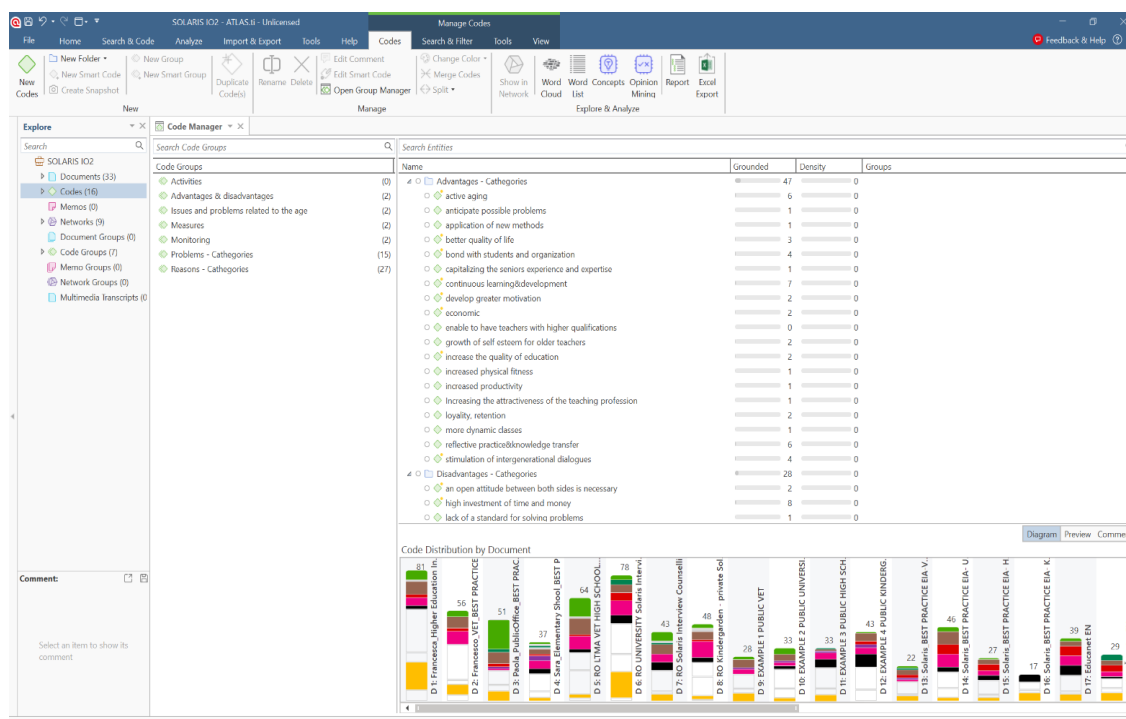 SOLARIS IO2 - ATLAS.ti - Unlicensed
Manage Codes
File Home Search & Code Analyze Import & Export Tools Help Codes Search & Filter Tools View
Feedback & Help
New Codes
New Folder
New Smart Code
Create Snapshot
New Group
New Smart Group
New
Duplicate Code(s)
Rename
Delete
Edit Comment
Edit Smart Code
Open Group Manager
Change Color
Merge Codes
Split
Manage
Show in Network
Word Cloud
Word List
Concepts
Opinion Mining
Report
Excel Export
Explore & Analyze
Explore
Search
SOLARIS IO2
Documents (33)
Codes (16)
Memos (0)
Networks (9)
Document Groups (0)
Code Groups (7)
Memo Groups (0)
Network Groups (0)
Multimedia Transcripts (0
Comment:
Select an item to show its
comment
Code Manager
Search Code Groups
Code Groups
Activities (0)
Advantages & disadvantages (2)
Issues and problems related to the age (2)
Measures (2)
Monitoring (2)
Problems - Cathegories (15)
Reasons - Cathegories (27)
Search Entities
Name Grounded Density Groups
Advantages - Cathegories 47 0
active aging 6 0
anticipate possible problems 1 0
application of new methods 1 0
better quality of life 3 0
bond with students and organization 4 0
capitalizing the seniors experience and expertise 1 0
continuous learning&development 7 0
develop greater motivation 2 0
economic 2 0
enable to have teachers with higher qualifications 0 0
growth of self esteem for older teachers 2 0
increase the quality of education 2 0
increased physical fitness 1 0
increased productivity 1 0
Increasing the attractiveness of the teaching profession 1 0
loyality, retention 2 0
more dynamic classes 1 0
reflective practice&knowledge transfer 6 0
stimulation of intergenerational dialogues 4 0
Disadvantages - Cathegories 28 0
an open attitude between both sides is necessary 2 0
high investment of time and money 8 0
lack of a standard for solving problems 1 0
Diagram Preview Comme
Code Distribution by Document
81
D 1: Francesca_Higher Education In.
56
2: Francesco_VET_BEST PRACTICE
51
3: Paola_PublicOffice_BEST PRAC.
37
D 4: Sara_Elementary Shool_BEST P
64
D 5: RO LTMA VET HIGH SCHOOL..
78
D 6: RO UNIVERSITY Solaris Intervi.
43
D 7: RO Solaris Interview Counselli
48
D 8: RO Kindergarden - private Sol
28
D 9: EXAMPLE 1 PUBLIC VET
33
D 10: EXAMPLE 2 PUBLIC UNIVERSI.
33
D 11: EXAMPLE 3 PUBLIC HIGH SCH.
43
D 12: EXAMPLE 4 PUBLIC KINDERG.
22
D 13: Solaris_BEST PRACTICE EIA- V..
46
D 14: Solaris_BEST PRACTICE EIA- U
27
D 15: Solaris_BEST PRACTICE EIA- H.
17
D 16: Solaris_BEST PRACTICE EIA- K.
39
D 17: Educanet EN
29